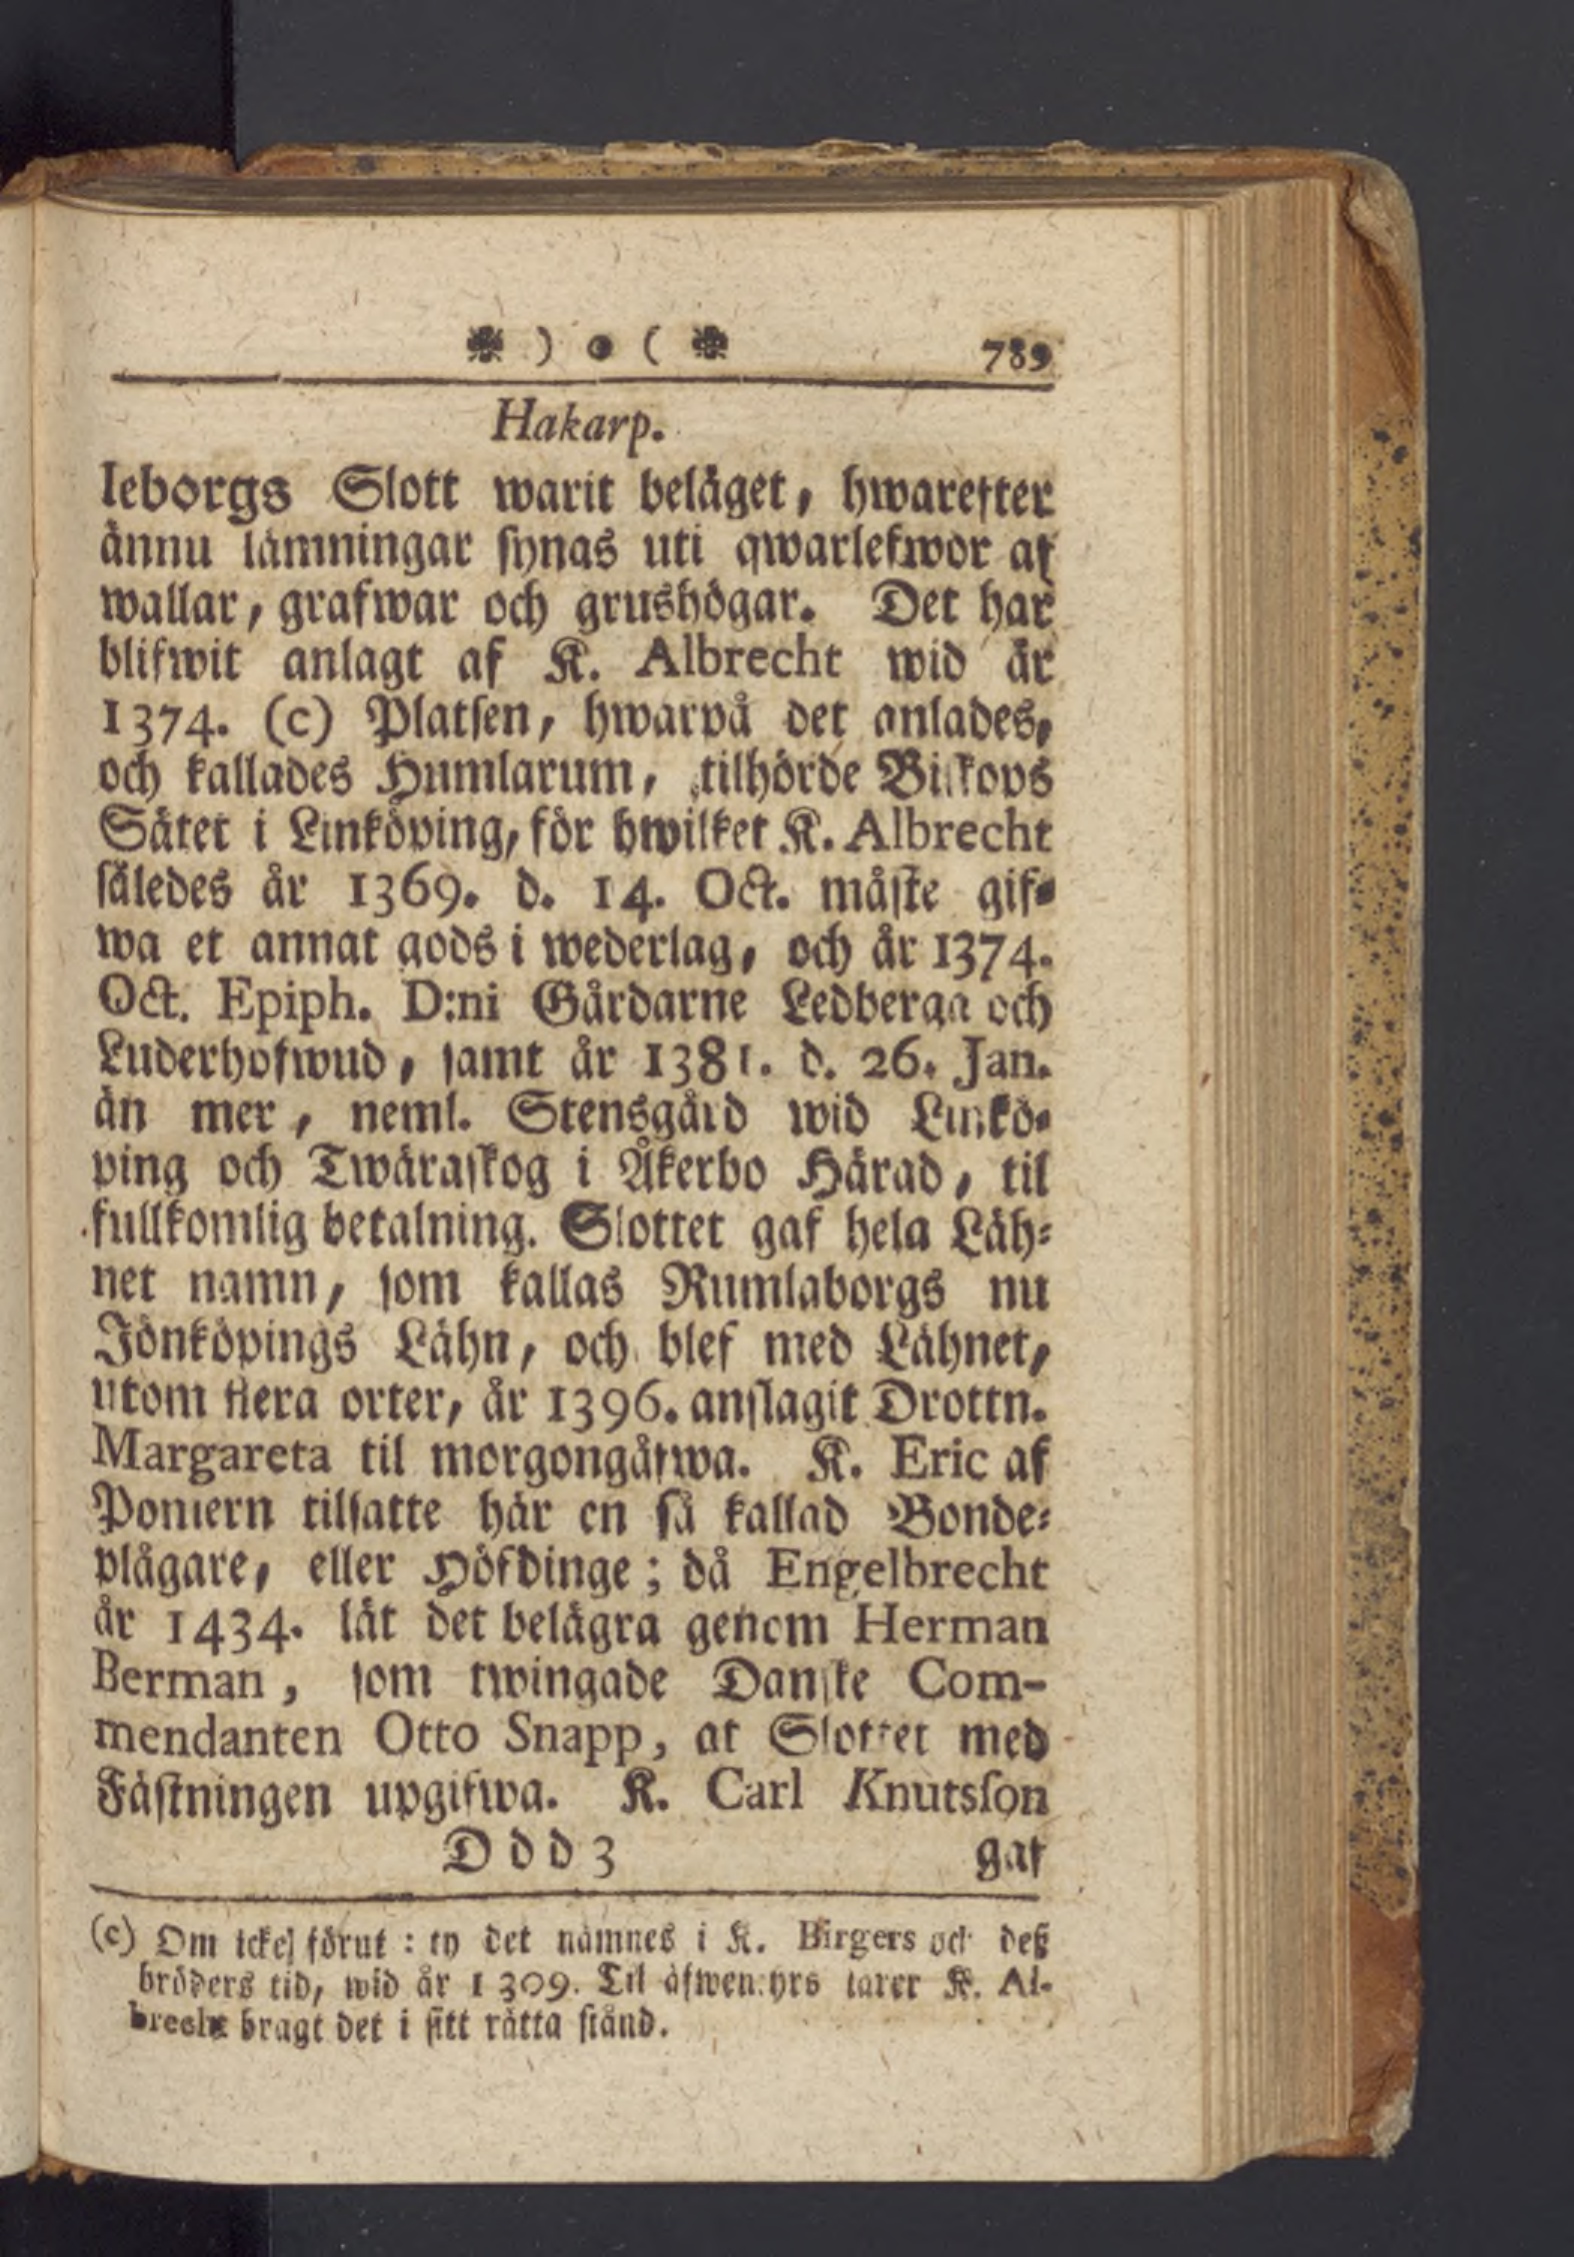 ❀ ) o ( ❀ 789
Hakarp.
leborgs Slott warit beläget, hwarefter
ännu lämningar synas uti qwarlefwor af
wallar, grafwar och grushögar. Det har
blifwit anlagt af K. Albrecht wid år
1374. (c) Platsen, hwarpå det anlades,
och kallades Humlarum, tilhörde Biskops
Sätet i Linköping, för hwilket K. Albrecht
således år 1369. d. 14. Oct. måste gif-
wa et annat gods i wederlag, och år 1374.
Oct. Epiph. D:ni Gårdarne Ledberga och
Luderhofwud, samt år 1381. d. 26. Jan.
än mer, neml. Stensgård wid Linkö-
ping och Twäraskog i Åkerbo Härad, til
fullkomlig betalning. Slottet gaf hela Läh-
net namn, som kallas Rumlaborgs nu
Jönköpings Lähn, och blef med Lähnet,
utom flera orter, år 1396. anslagit Drottn.
Margareta til morgongåfwa. K. Eric af
Pomern tilsatte här en så kallad Bonde-
plågare, eller Höfdinge; då Engelbrecht
år 1434. lät det belägra genom Herman
Berman, som twingade Danske Com-
mendanten Otto Snapp, at Slottet med
Fästningen upgifwa. K. Carl Knutsson
Ddd 3 gaf
(c) Om icke förut: ty det nämnes i K. Birgers och deß
bröders tid, wid år 1309. Til äfwentyrs larer K. Al-
brecht bragt det i sitt rätta stånd.